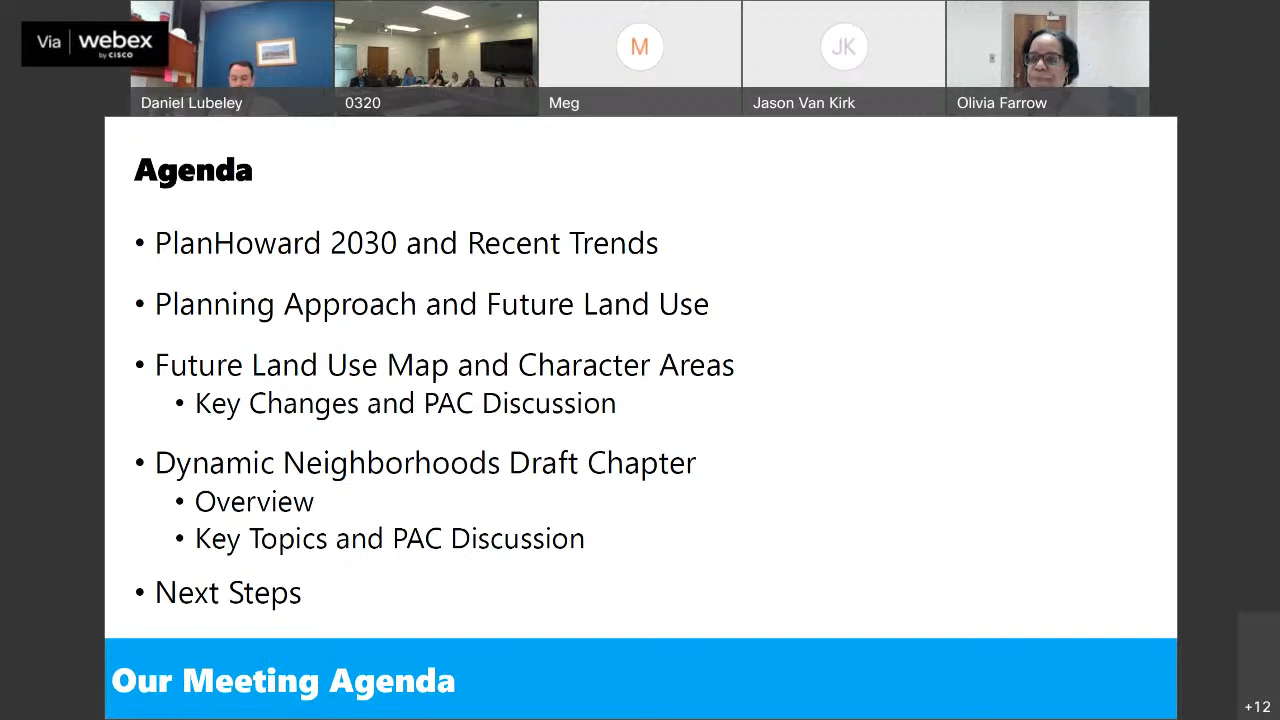 Via webex
by CISCO
Daniel Lubeley
0320
M
Meg
JK
Jason Van Kirk
Olivia Farrow
Agenda
• PlanHoward 2030 and Recent Trends
• Planning Approach and Future Land Use
• Future Land Use Map and Character Areas
• Key Changes and PAC Discussion
• Dynamic Neighborhoods Draft Chapter
• Overview
• Key Topics and PAC Discussion
• Next Steps
Our Meeting Agenda
+12